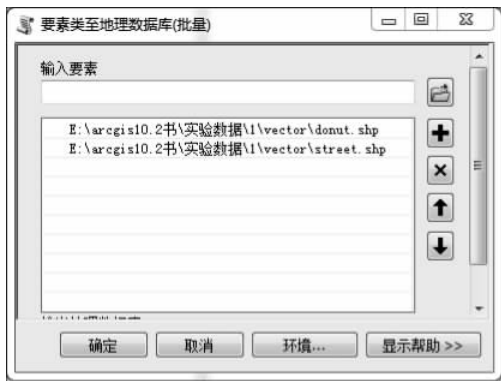 要素类至地理数据库(批量)
输入要素
E:\arcgis10.2书\实验数据\1\vector\donut.shp
E:\arcgis10.2书\实验数据\1\vector\street.shp
确定
取消
环境...
显示帮助 >>